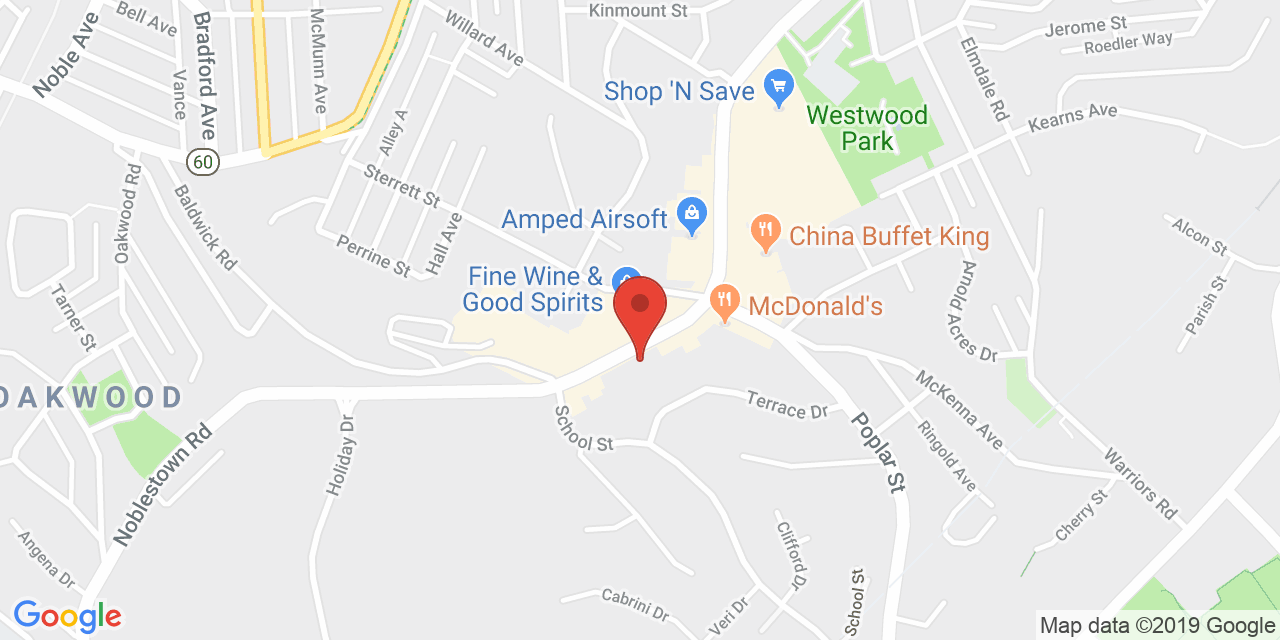 Kinmount St
Bell Ave
Noble Ave
Bradford Ave
McMunn Ave
Willard Ave
Jerome St
Roedler Way
Elmdale Rd
Vance
Shop 'N Save
Westwood
Park
Kearns Ave
Alley A
60
Oakwood Rd
Sterrett St
Baldwick Rd
Hall Ave
Perrine St
Amped Airsoft
China Buffet King
Alcon St
Parish St
Fine Wine &
Good Spirits
McDonald's
Arnold Acres Dr
Tarner St
OAKWOOD
Terrace Dr
McKenna Ave
School St
Holiday Dr
Noblestown Rd
Poplar St
Ringold Ave
Warriors Rd
Cherry St
Clifford Dr
Angena Dr
Cabrini Dr
Veri Dr
School St
Google
Map data ©2019 Google